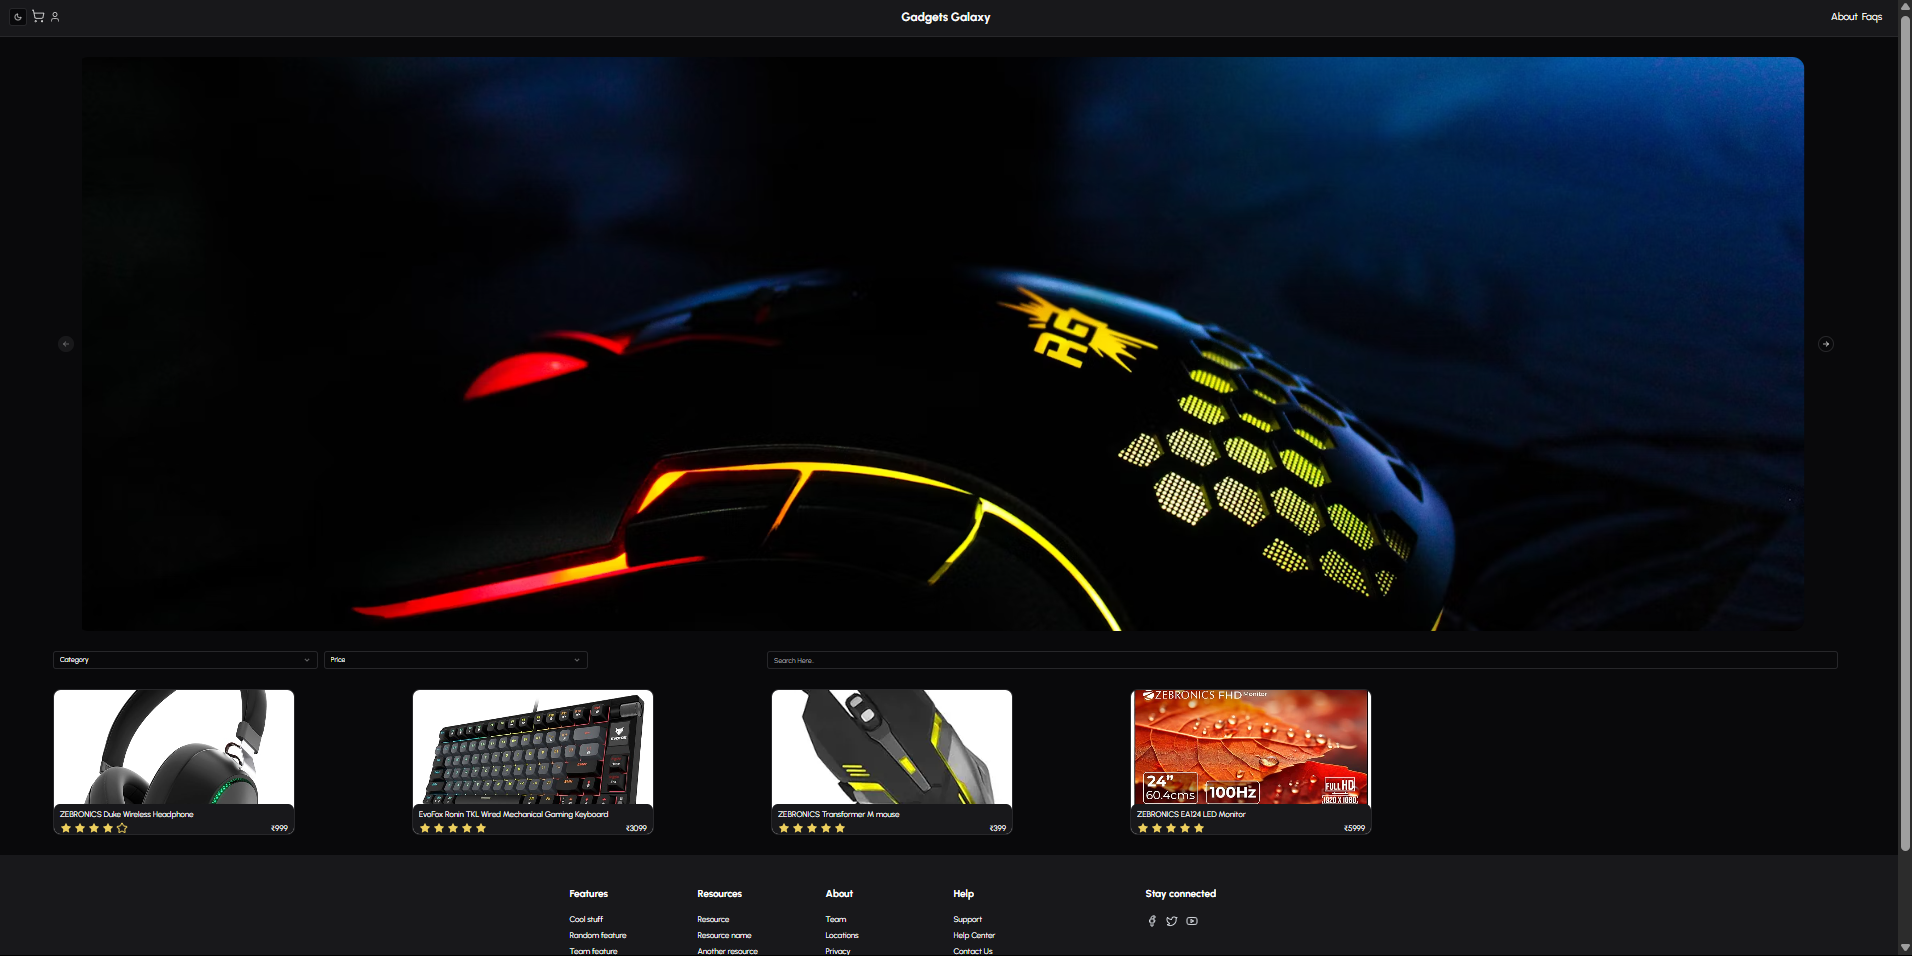 Gadgets Galaxy
About Faqs
RG
Category
Price
Search Here..
ZEBRONICS FHD Monitor
24”
60.4cms
100Hz
FULL HD
1920 X 1080
EVOFOX
ZEBRONICS Duke Wireless Headphone
₹999
EvoFox Ronin TKL Wired Mechanical Gaming Keyboard
₹3099
ZEBRONICS Transformer M mouse
₹399
ZEBRONICS EA124 LED Monitor
₹5999
Features
Cool stuff
Random feature
Team feature
Resources
Resource
Resource name
Another resource
About
Team
Locations
Privacy
Help
Support
Help Center
Contact Us
Stay connected